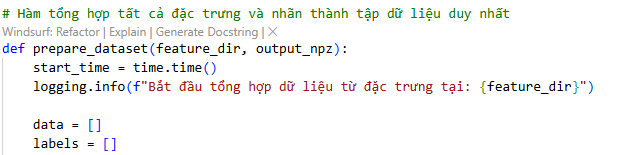 # Hàm tổng hợp tất cả đặc trưng và nhãn thành tập dữ liệu duy nhất
Windsurf: Refactor | Explain | Generate Docstring | ×
def prepare_dataset(feature_dir, output_npz):
    start_time = time.time()
    logging.info(f"Bắt đầu tổng hợp dữ liệu từ đặc trưng tại: {feature_dir}")
    data = []
    labels = []